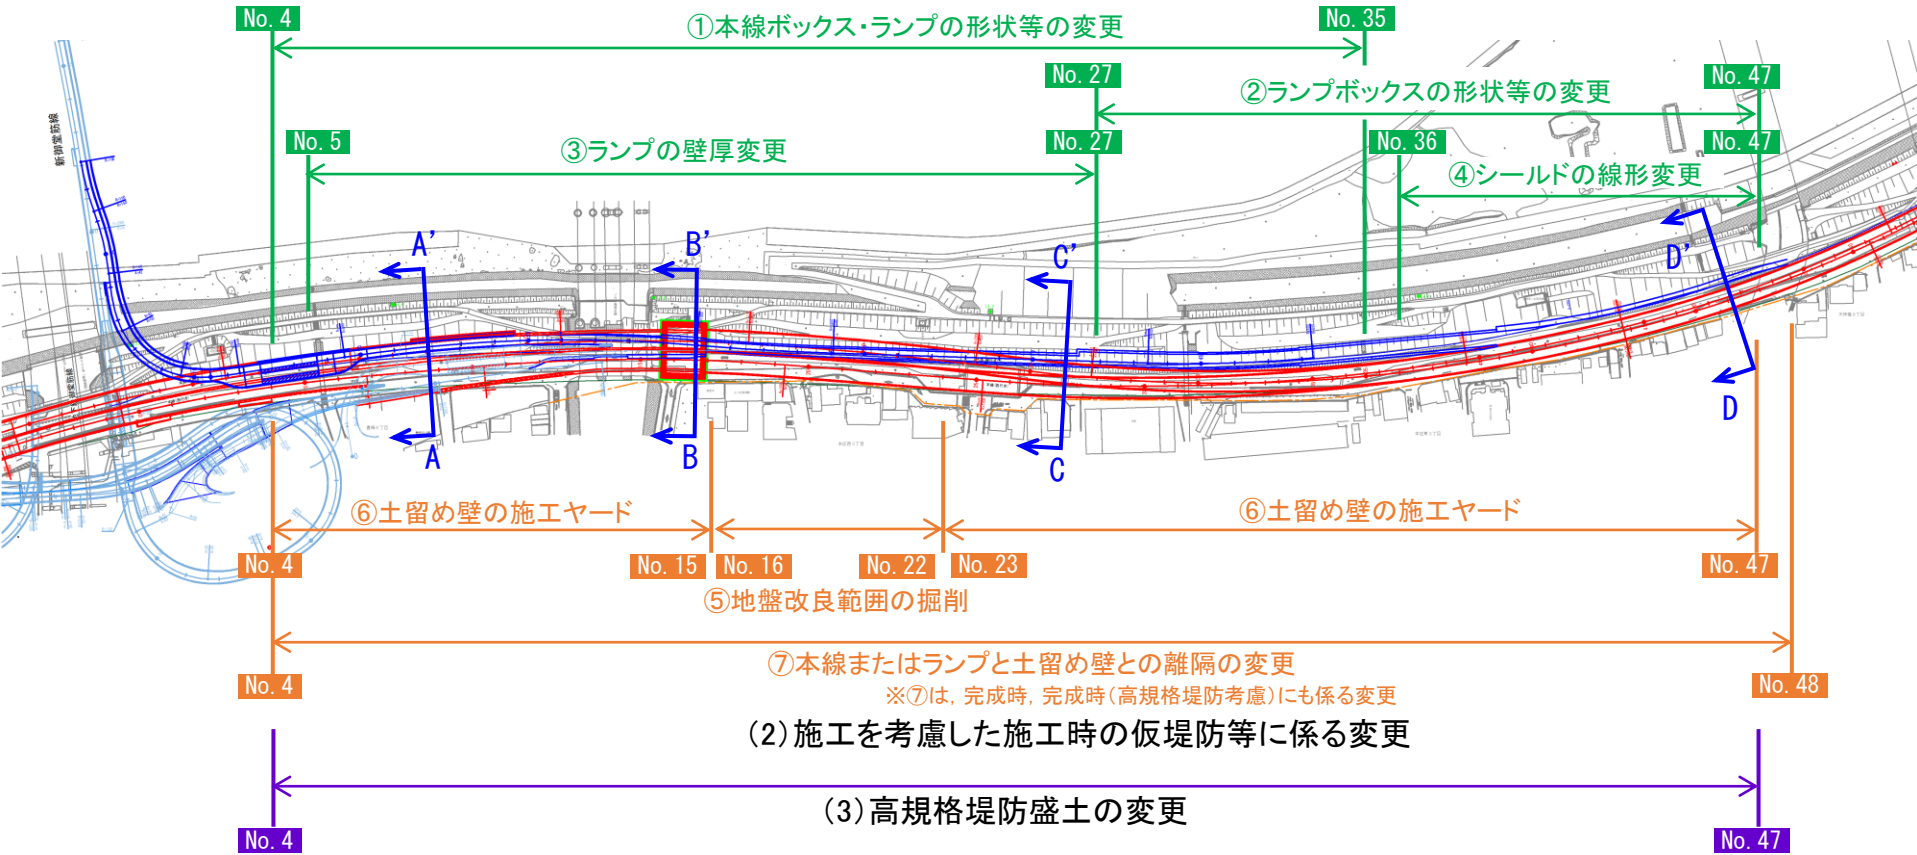 No. 4
①本線ボックス・ランプの形状等の変更
No. 35
No. 27
②ランプボックスの形状等の変更
No. 47
No. 5
③ランプの壁厚変更
No. 27
No. 36
No. 47
④シールドの線形変更
新御堂筋線
A’
B’
C’
D’
A
B
C
D
⑥土留め壁の施工ヤード
⑥土留め壁の施工ヤード
No. 4
No. 15
No. 16
No. 22
No. 23
No. 47
⑤地盤改良範囲の掘削
⑦本線またはランプと土留め壁との離隔の変更
No. 4
※⑦は, 完成時, 完成時(高規格堤防考慮)にも係る変更
No. 48
(2)施工を考慮した施工時の仮堤防等に係る変更
(3)高規格堤防盛土の変更
No. 4
No. 47